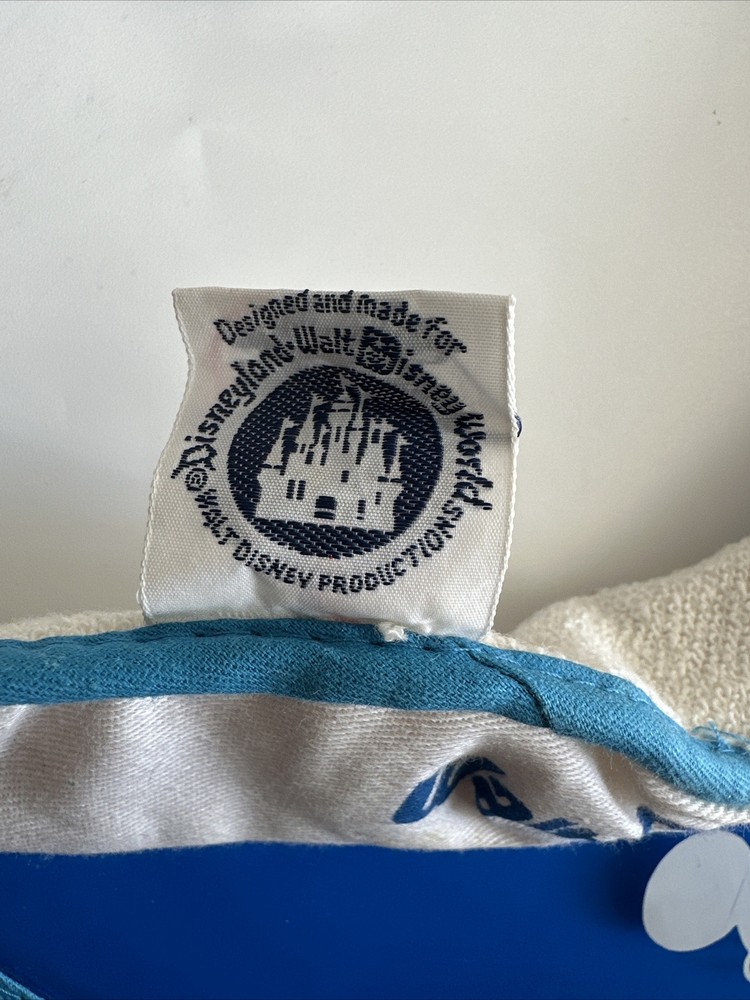 Designed and made for
Disneyland·Walt Disney World.
© WALT DISNEY PRODUCTIONS